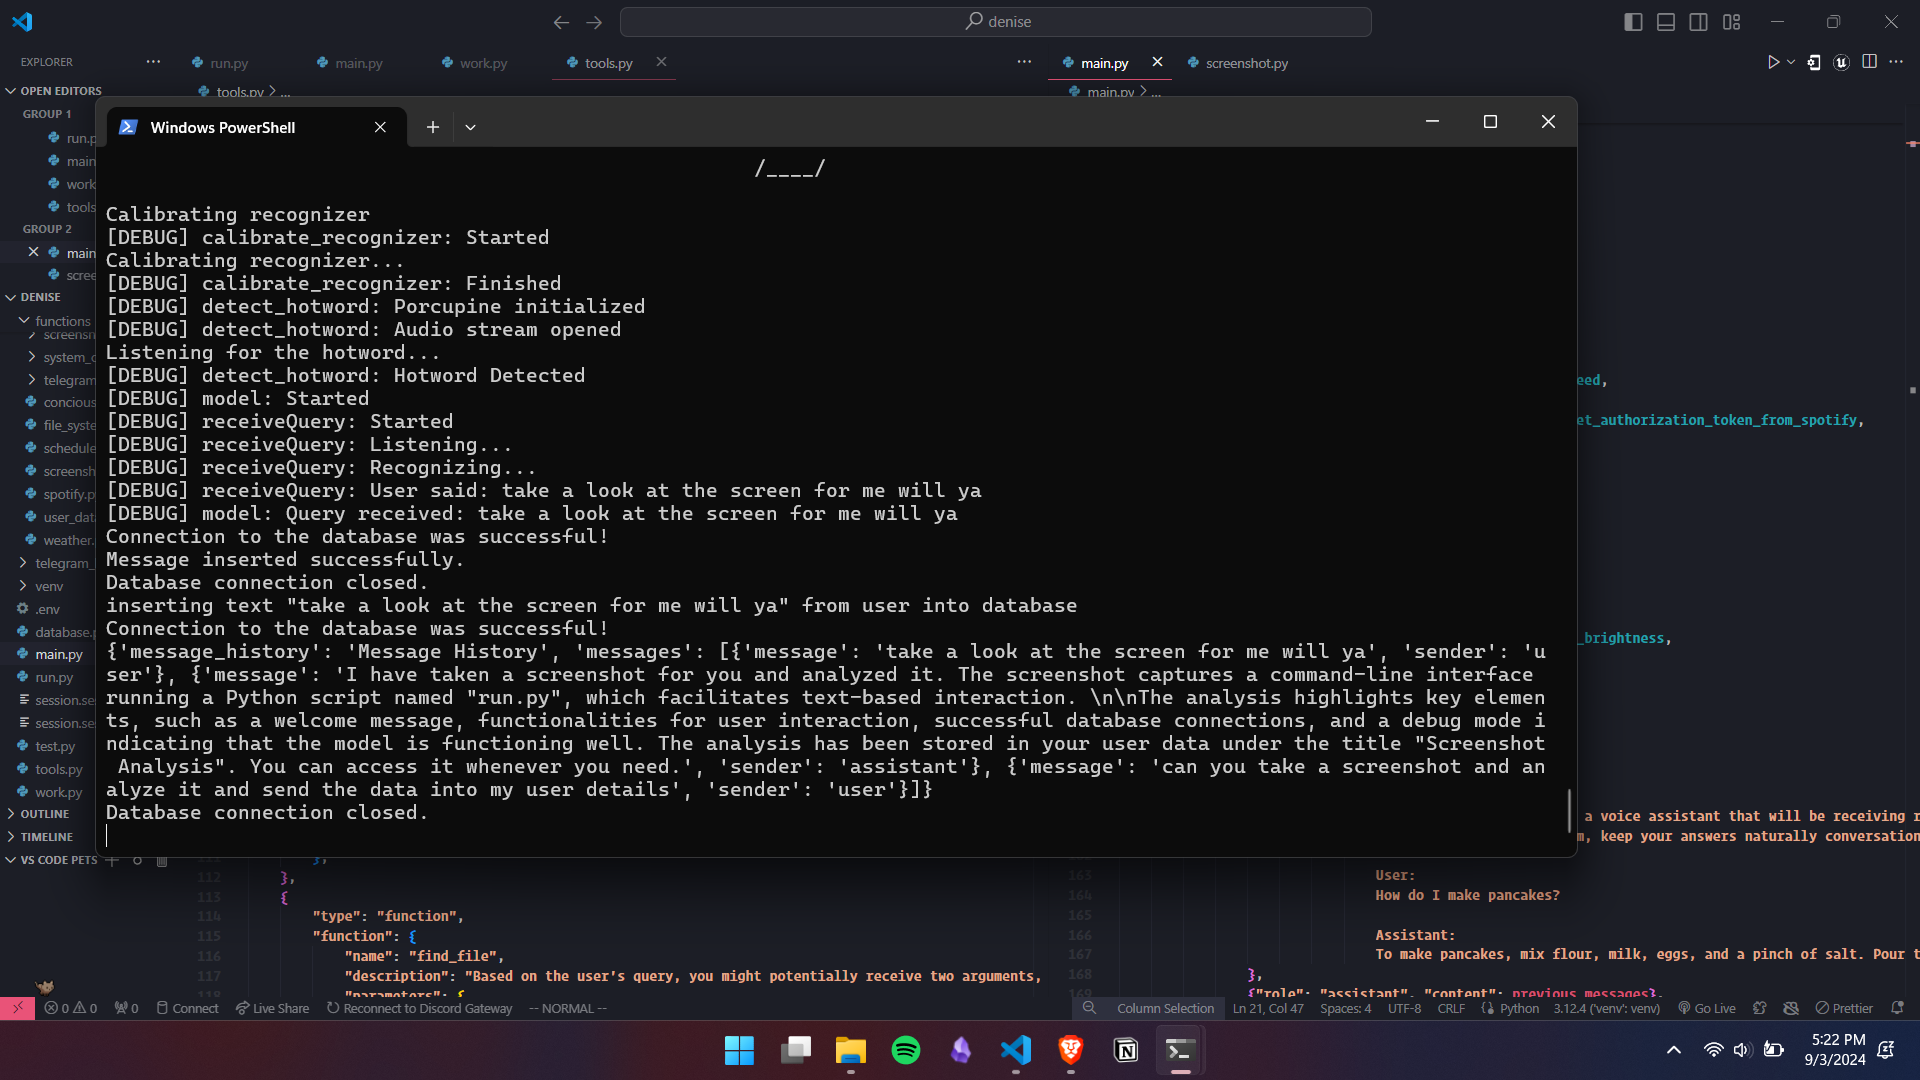 denise
EXPLORER
run.py
main.py
work.py
tools.py
main.py
screenshot.py
OPEN EDITORS
tools.py > ...
main.py > ...
GROUP 1
run.p
main
work
tools
GROUP 2
main
scree
DENISE
functions
screensh
system_c
telegram
concious
file_syste
schedule
screensh
spotify.p
user_dat
weather.
telegram_
venv
.env
database.p
main.py
run.py
session.se
session.se
test.py
tools.py
work.py
OUTLINE
TIMELINE
VS CODE PETS
Windows PowerShell
/____/
Calibrating recognizer
[DEBUG] calibrate_recognizer: Started
Calibrating recognizer...
[DEBUG] calibrate_recognizer: Finished
[DEBUG] detect_hotword: Porcupine initialized
[DEBUG] detect_hotword: Audio stream opened
Listening for the hotword...
[DEBUG] detect_hotword: Hotword Detected
[DEBUG] model: Started
[DEBUG] receiveQuery: Started
[DEBUG] receiveQuery: Listening...
[DEBUG] receiveQuery: Recognizing...
[DEBUG] receiveQuery: User said: take a look at the screen for me will ya
[DEBUG] model: Query received: take a look at the screen for me will ya
Connection to the database was successful!
Message inserted successfully.
Database connection closed.
inserting text "take a look at the screen for me will ya" from user into database
Connection to the database was successful!
{'message_history': 'Message History', 'messages': [{'message': 'take a look at the screen for me will ya', 'sender': 'u
ser'}, {'message': 'I have taken a screenshot for you and analyzed it. The screenshot captures a command-line interface
running a Python script named "run.py", which facilitates text-based interaction. \n\nThe analysis highlights key elemen
ts, such as a welcome message, functionalities for user interaction, successful database connections, and a debug mode i
ndicating that the model is functioning well. The analysis has been stored in your user data under the title "Screenshot
 Analysis". You can access it whenever you need.', 'sender': 'assistant'}, {'message': 'can you take a screenshot and an
alyze it and send the data into my user details', 'sender': 'user'}]}
Database connection closed.
eed,
et_authorization_token_from_spotify,
_brightness,
a voice assistant that will be receiving r
m, keep your answers naturally conversation
},
112 },
113 {
114 "type": "function",
115 "function": {
116 "name": "find_file",
117 "description": "Based on the user's query, you might potentially receive two arguments,
118 "parameters": {
163 User:
164 How do I make pancakes?
165
166 Assistant:
167 To make pancakes, mix flour, milk, eggs, and a pinch of salt. Pour t
168 },
169 {"role": "assistant", "content": previous_messages},
0 0 0 Connect Live Share Reconnect to Discord Gateway -- NORMAL --
Column Selection Ln 21, Col 47 Spaces: 4 UTF-8 CRLF Python 3.12.4 ('venv': venv) Go Live Prettier
5:22 PM
9/3/2024